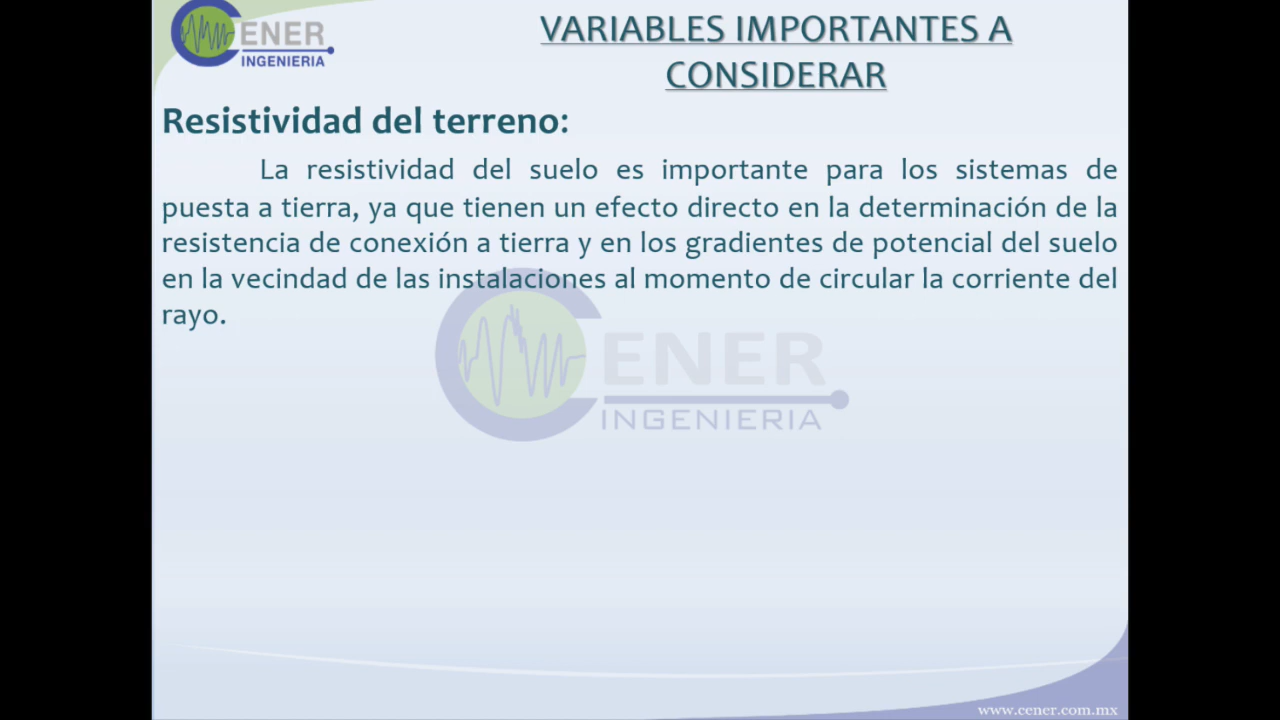 CENER
INGENIERIA
VARIABLES IMPORTANTES A
CONSIDERAR
Resistividad del terreno:
La resistividad del suelo es importante para los sistemas de
puesta a tierra, ya que tienen un efecto directo en la determinación de la
resistencia de conexión a tierra y en los gradientes de potencial del suelo
en la vecindad de las instalaciones al momento de circular la corriente del
rayo.
CENER
INGENIERIA
www.cener.com.mx